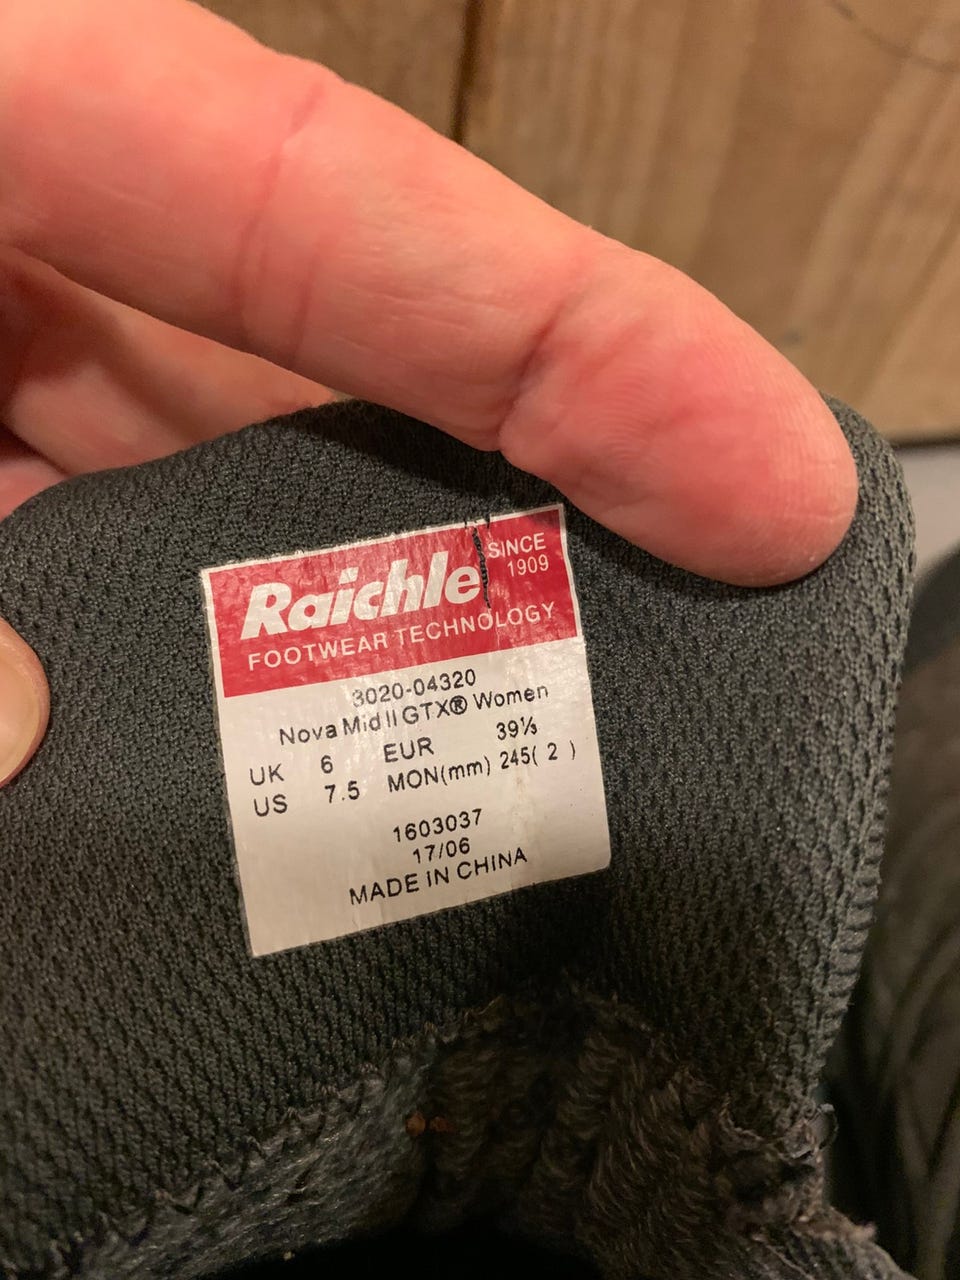 Raichle SINCE 1909
FOOTWEAR TECHNOLOGY
3020-04320
Nova Mid II GTX® Women
UK 6 EUR 39⅓
US 7.5 MON(mm) 245( 2 )
1603037
17/06
MADE IN CHINA